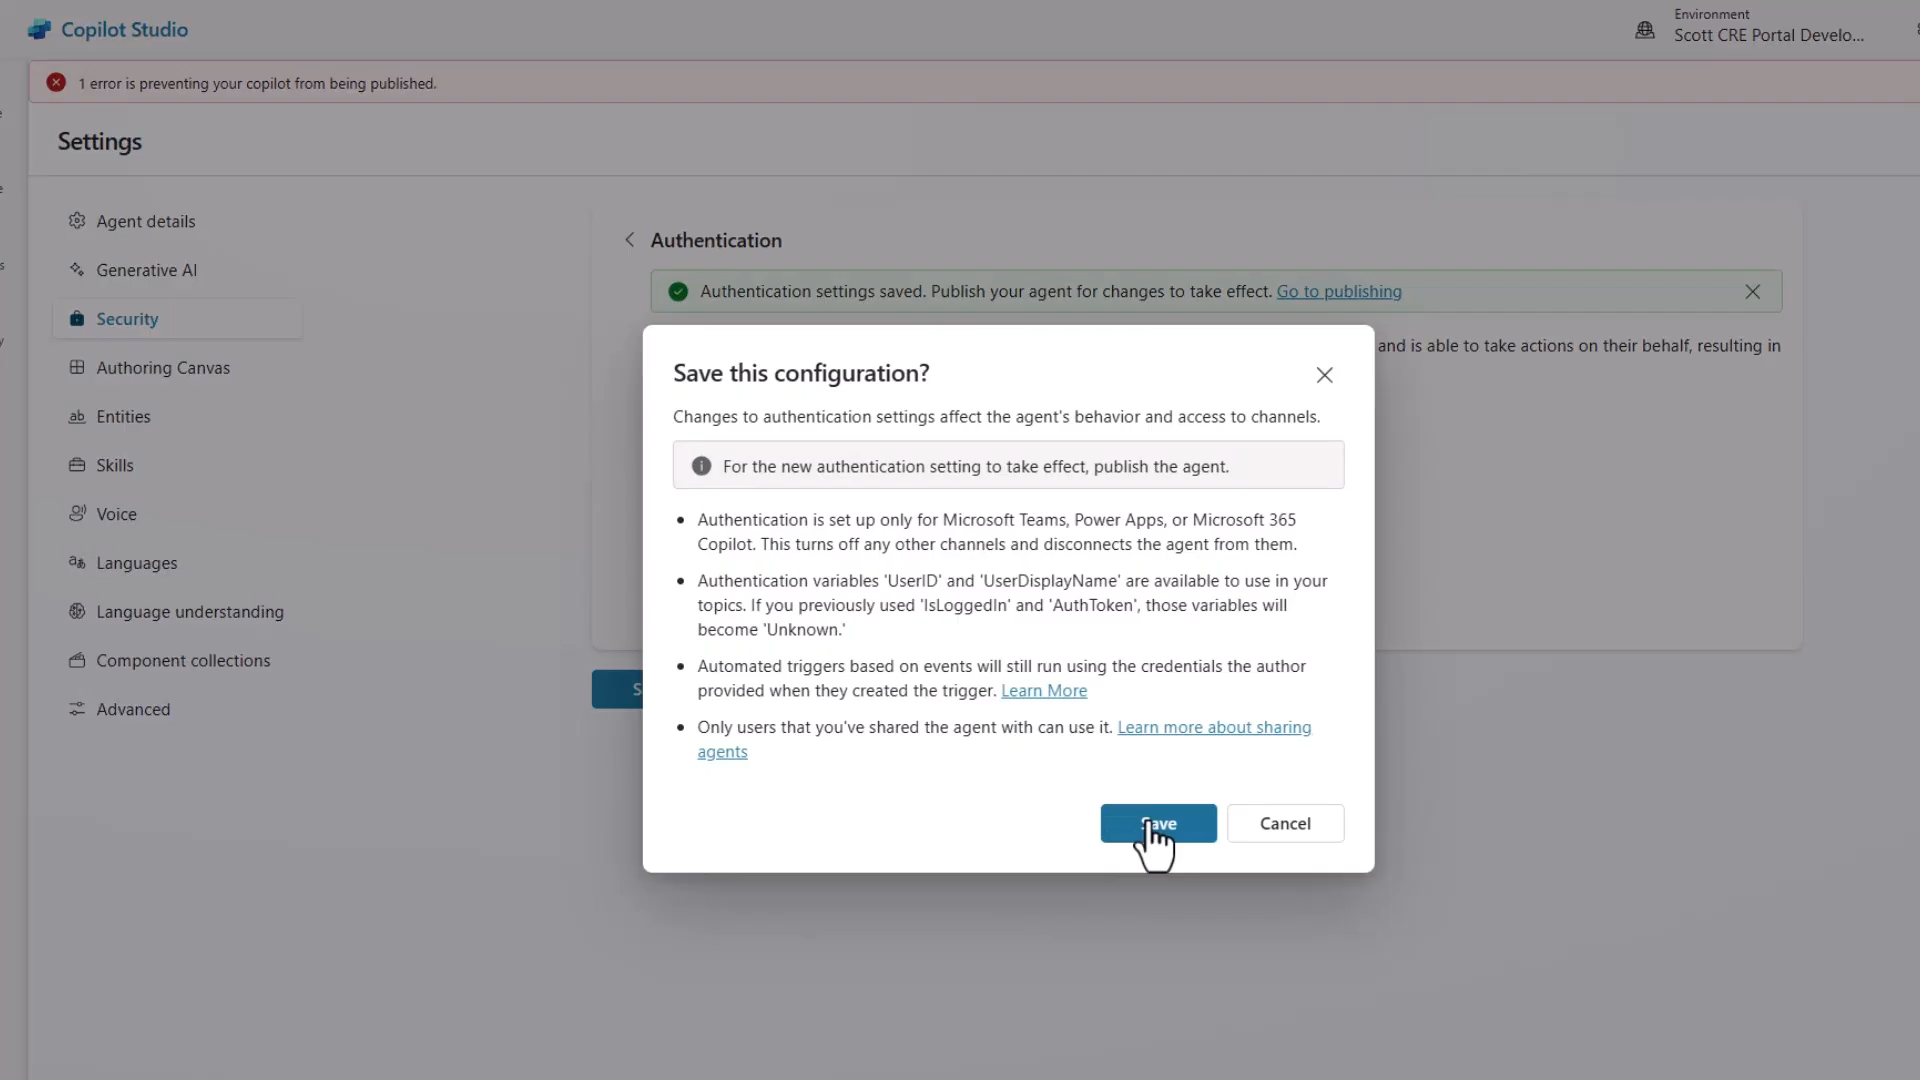 Copilot Studio
Environment
Scott CRE Portal Develo...
1 error is preventing your copilot from being published.
Settings
Agent details
Generative AI
Security
Authoring Canvas
Entities
Skills
Voice
Languages
Language understanding
Component collections
Advanced
Authentication
Authentication settings saved. Publish your agent for changes to take effect. Go to publishing
and is able to take actions on their behalf, resulting in
Save this configuration?
Changes to authentication settings affect the agent's behavior and access to channels.
For the new authentication setting to take effect, publish the agent.
• Authentication is set up only for Microsoft Teams, Power Apps, or Microsoft 365
Copilot. This turns off any other channels and disconnects the agent from them.
• Authentication variables 'UserID' and 'UserDisplayName' are available to use in your
topics. If you previously used 'IsLoggedIn' and 'AuthToken', those variables will
become 'Unknown.'
• Automated triggers based on events will still run using the credentials the author
provided when they created the trigger. Learn More
• Only users that you've shared the agent with can use it. Learn more about sharing
agents
Save
Cancel